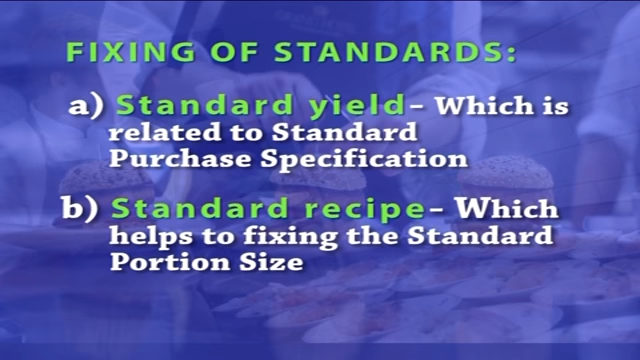 FIXING OF STANDARDS:
a) Standard yield– Which is
related to Standard
Purchase Specification
b) Standard recipe– Which
helps to fixing the Standard
Portion Size